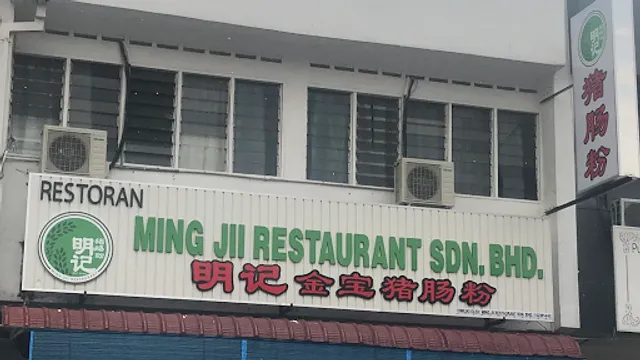 RESTORAN
MING JII RESTAURANT SDN. BHD.
明记 金宝猪肠粉
明记
明记
猪肠粉